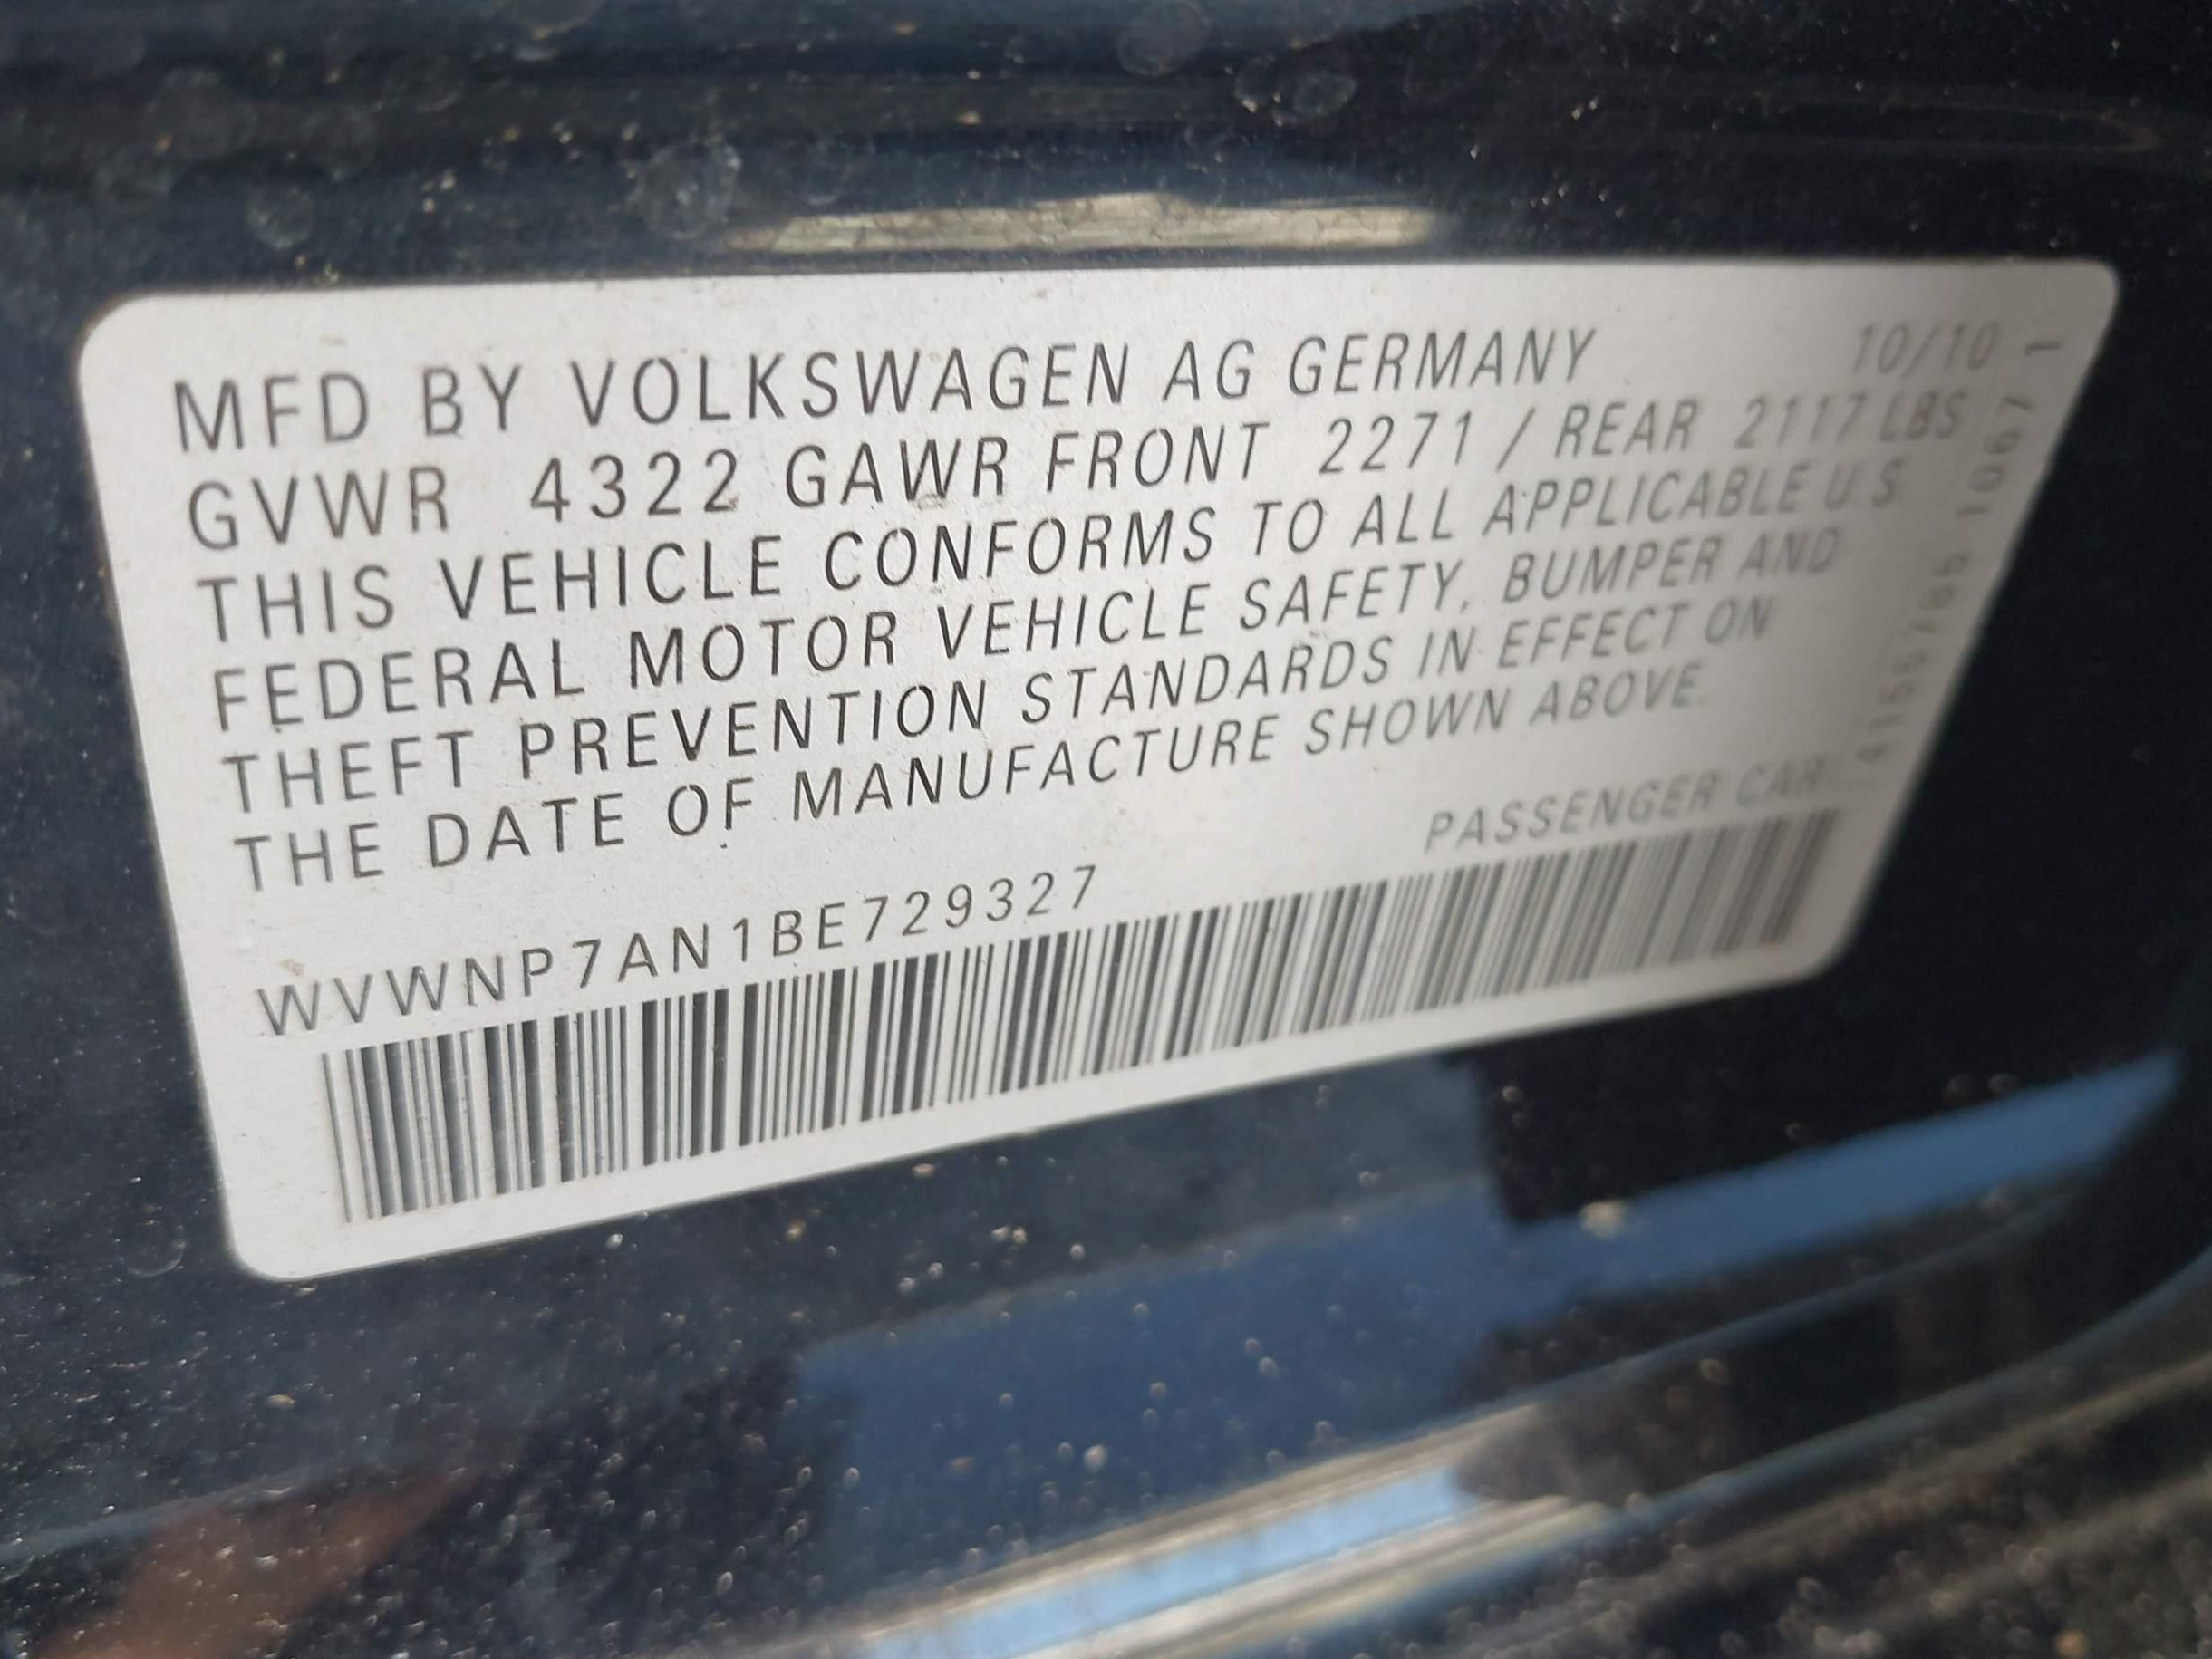 MFD BY VOLKSWAGEN AG GERMANY 10/10
GVWR 4322 GAWR FRONT 2271 / REAR 2117 LBS
THIS VEHICLE CONFORMS TO ALL APPLICABLE U S
FEDERAL MOTOR VEHICLE SAFETY, BUMPER AND
THEFT PREVENTION STANDARDS IN EFFECT ON
THE DATE OF MANUFACTURE SHOWN ABOVE.
PASSENGER CAR
WVWNP7AN1BE729327
1067 1